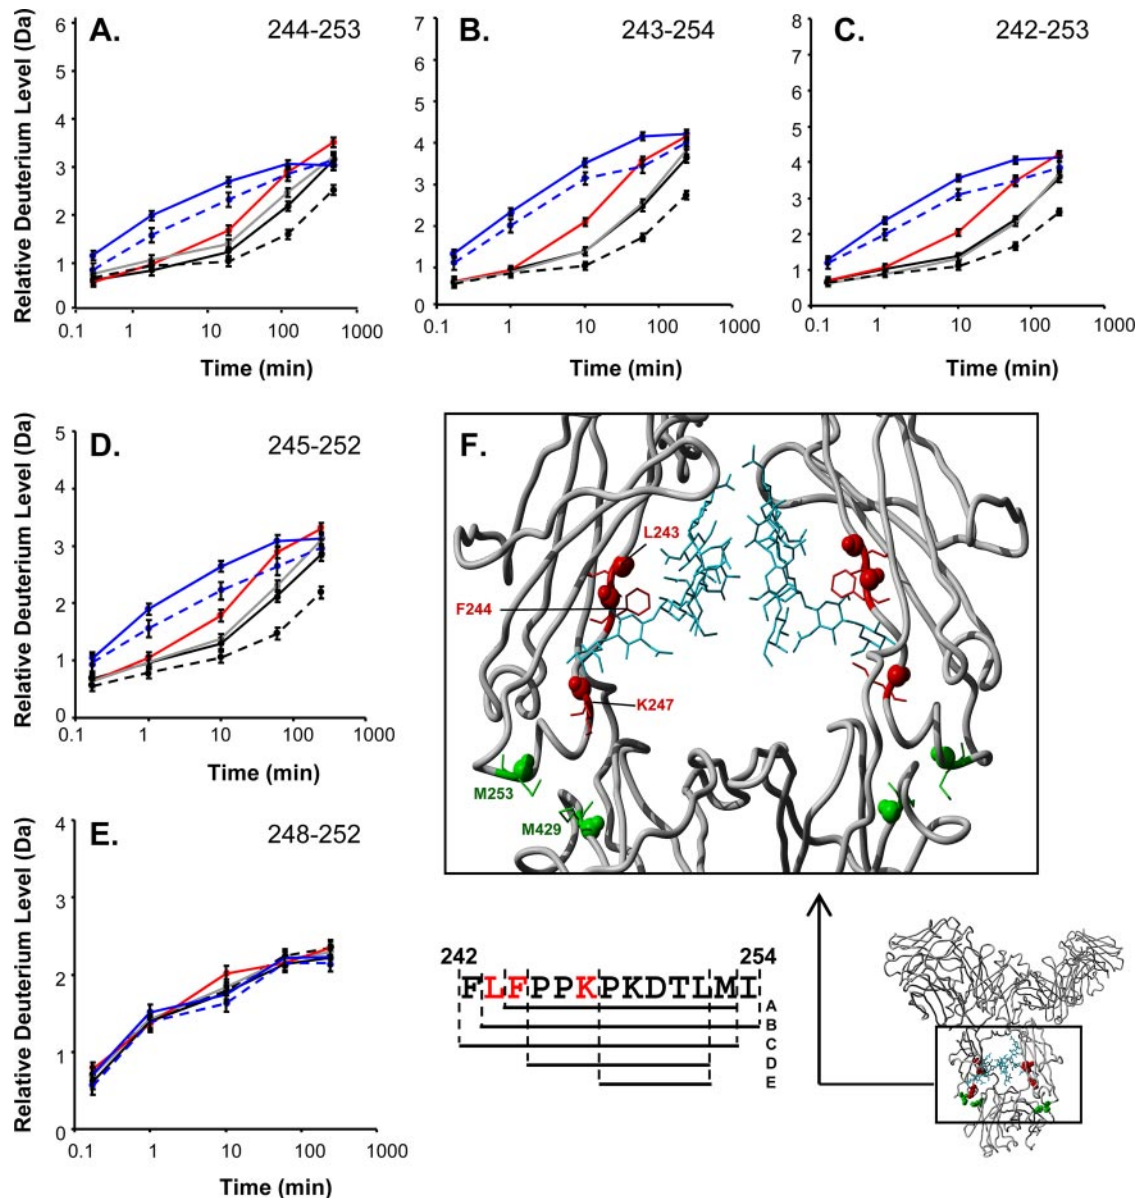 A.
244-253
Relative Deuterium Level (Da)
6
5
4
3
2
1
0
0.1
1
10
100
1000
Time (min)
B.
243-254
7
6
5
4
3
2
1
0
0.1
1
10
100
1000
Time (min)
C.
242-253
8
7
6
5
4
3
2
1
0
0.1
1
10
100
1000
Time (min)
D.
245-252
Relative Deuterium Level (Da)
5
4
3
2
1
0
0.1
1
10
100
1000
Time (min)
F.
L243
F244
K247
M253
M429
E.
248-252
Relative Deuterium Level (Da)
4
3
2
1
0
0.1
1
10
100
1000
Time (min)
242 254
FLFPPKPKDTLMI
A
B
C
D
E